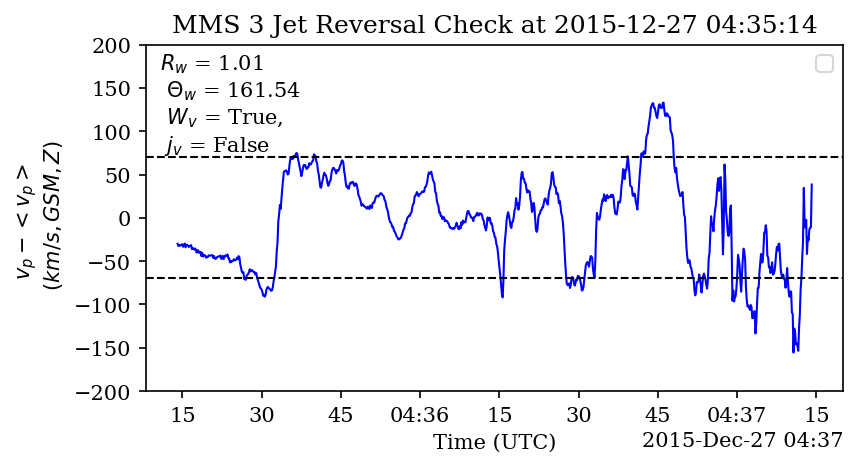 MMS 3 Jet Reversal Check at 2015-12-27 04:35:14
R_w = 1.01
Θ_w = 161.54
W_v = True,
j_v = False
v_p − < v_p >
(km/s, GSM, Z)
200
150
100
50
0
−50
−100
−150
−200
15 30 45 04:36 15 30 45 04:37 15
Time (UTC)
2015-Dec-27 04:37